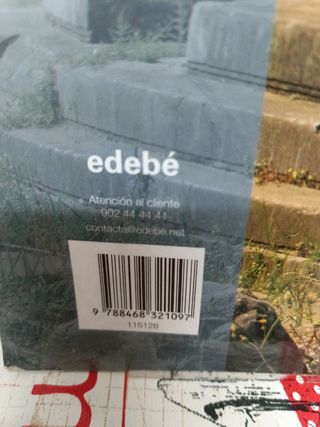 edebé
Atención al cliente
902 44 44 41
contacta@edebe.net
9 788468 321097
115128